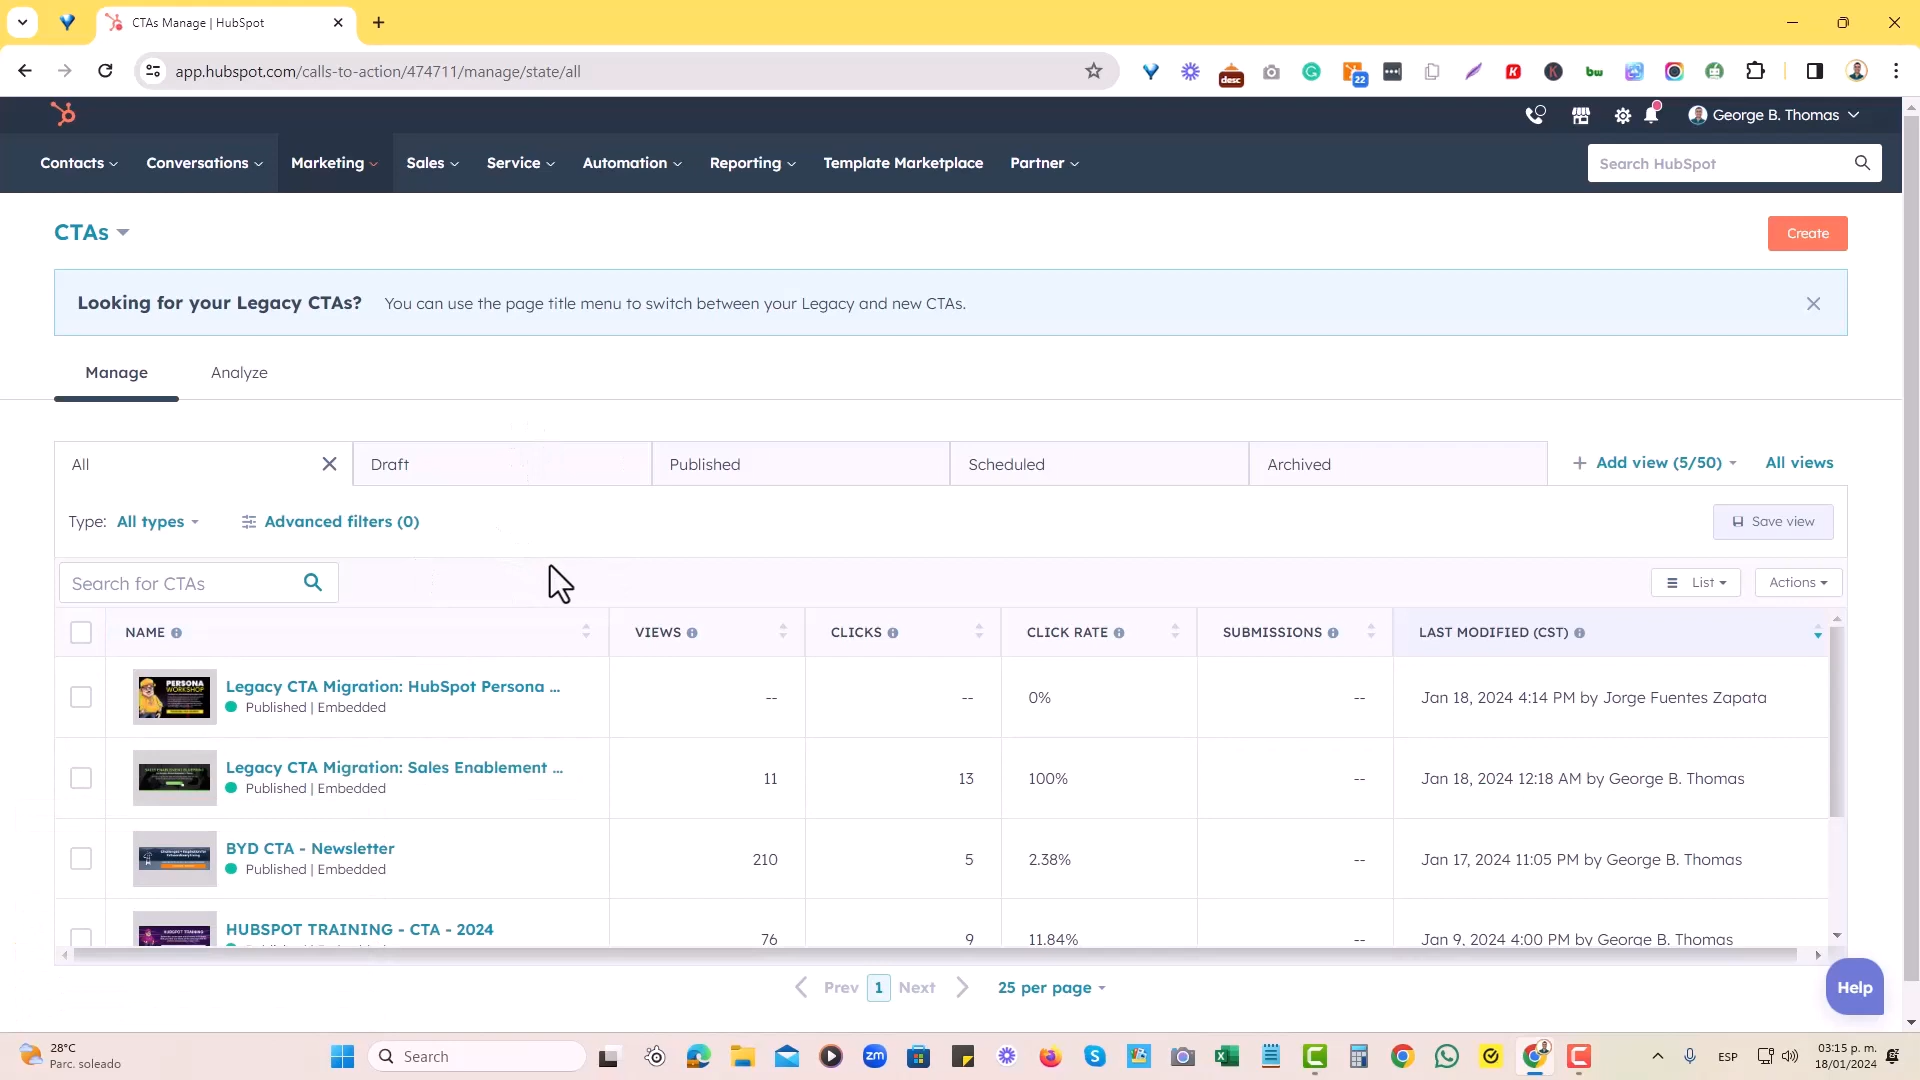 CTAs Manage | HubSpot
app.hubspot.com/calls-to-action/474711/manage/state/all
desc
22
bw
George B. Thomas
Contacts
Conversations
Marketing
Sales
Service
Automation
Reporting
Template Marketplace
Partner
Search HubSpot
CTAs
Create
Looking for your Legacy CTAs? You can use the page title menu to switch between your Legacy and new CTAs.
Manage
Analyze
All
Draft
Published
Scheduled
Archived
Add view (5/50)
All views
Type: All types
Advanced filters (0)
Save view
Search for CTAs
List
Actions
NAME
VIEWS
CLICKS
CLICK RATE
SUBMISSIONS
LAST MODIFIED (CST)
PERSONA
WORKSHOP
Legacy CTA Migration: HubSpot Persona ...
Published | Embedded
--
--
0%
--
Jan 18, 2024 4:14 PM by Jorge Fuentes Zapata
Legacy CTA Migration: Sales Enablement ...
Published | Embedded
11
13
100%
--
Jan 18, 2024 12:18 AM by George B. Thomas
BYD CTA - Newsletter
Published | Embedded
210
5
2.38%
--
Jan 17, 2024 11:05 PM by George B. Thomas
HUBSPOT TRAINING
HUBSPOT TRAINING - CTA - 2024
76
9
11.84%
--
Jan 9, 2024 4:00 PM by George B. Thomas
Prev
1
Next
25 per page
Help
28°C
Parc. soleado
Search
zm
ESP
03:15 p. m.
18/01/2024